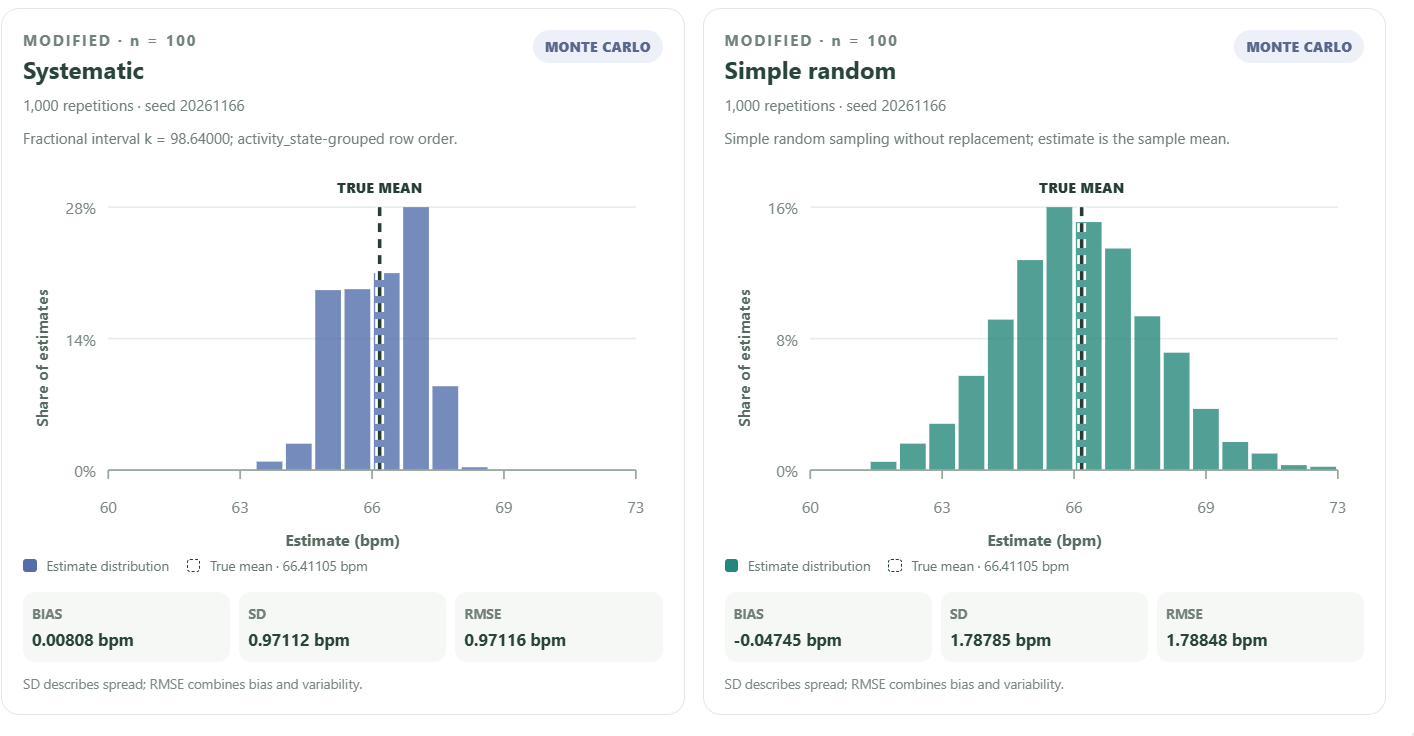 MODIFIED · n = 100
MONTE CARLO
Systematic
1,000 repetitions · seed 20261166
Fractional interval k = 98.64000; activity_state-grouped row order.
TRUE MEAN
28%
14%
0%
Share of estimates
60 63 66 69 73
Estimate (bpm)
Estimate distribution True mean · 66.41105 bpm
BIAS SD RMSE
0.00808 bpm 0.97112 bpm 0.97116 bpm
SD describes spread; RMSE combines bias and variability.
MODIFIED · n = 100
MONTE CARLO
Simple random
1,000 repetitions · seed 20261166
Simple random sampling without replacement; estimate is the sample mean.
TRUE MEAN
16%
8%
0%
Share of estimates
60 63 66 69 73
Estimate (bpm)
Estimate distribution True mean · 66.41105 bpm
BIAS SD RMSE
-0.04745 bpm 1.78785 bpm 1.78848 bpm
SD describes spread; RMSE combines bias and variability.